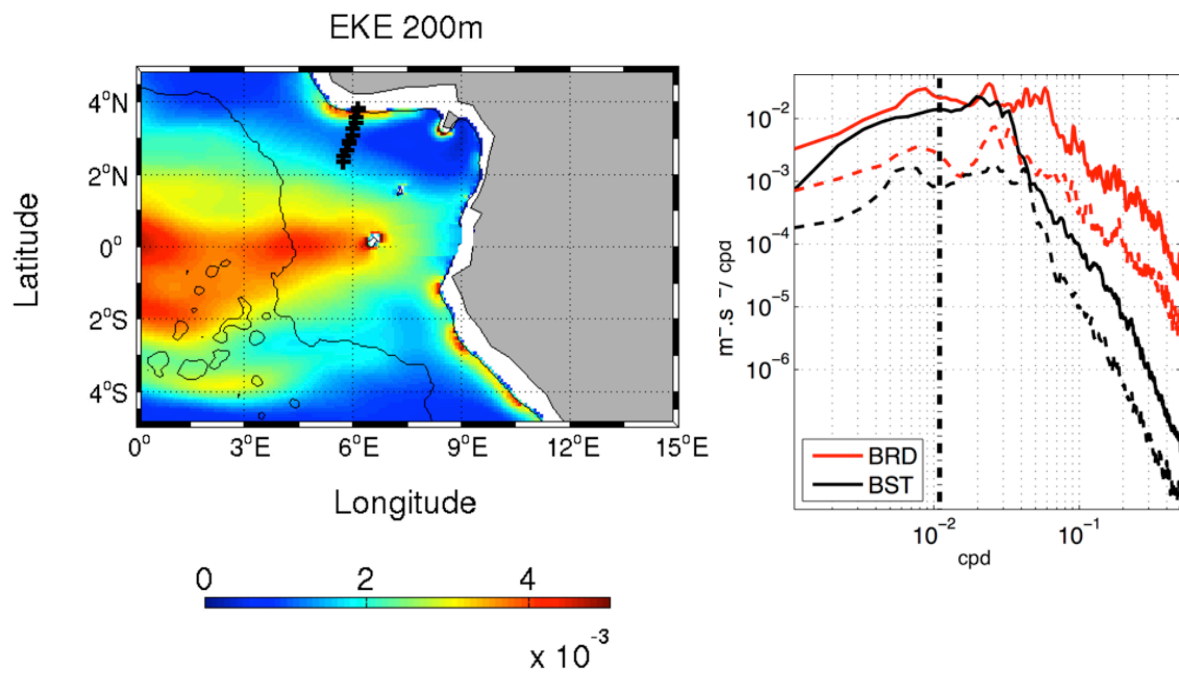 EKE 200m
4°N
2°N
0°
2°S
4°S
Latitude
0° 3°E 6°E 9°E 12°E 15°E
Longitude
0 2 4
x 10⁻³
10⁻²
10⁻³
10⁻⁴
10⁻⁵
10⁻⁶
m⁻.s⁻/ cpd
BRD
BST
10⁻² 10⁻¹
cpd